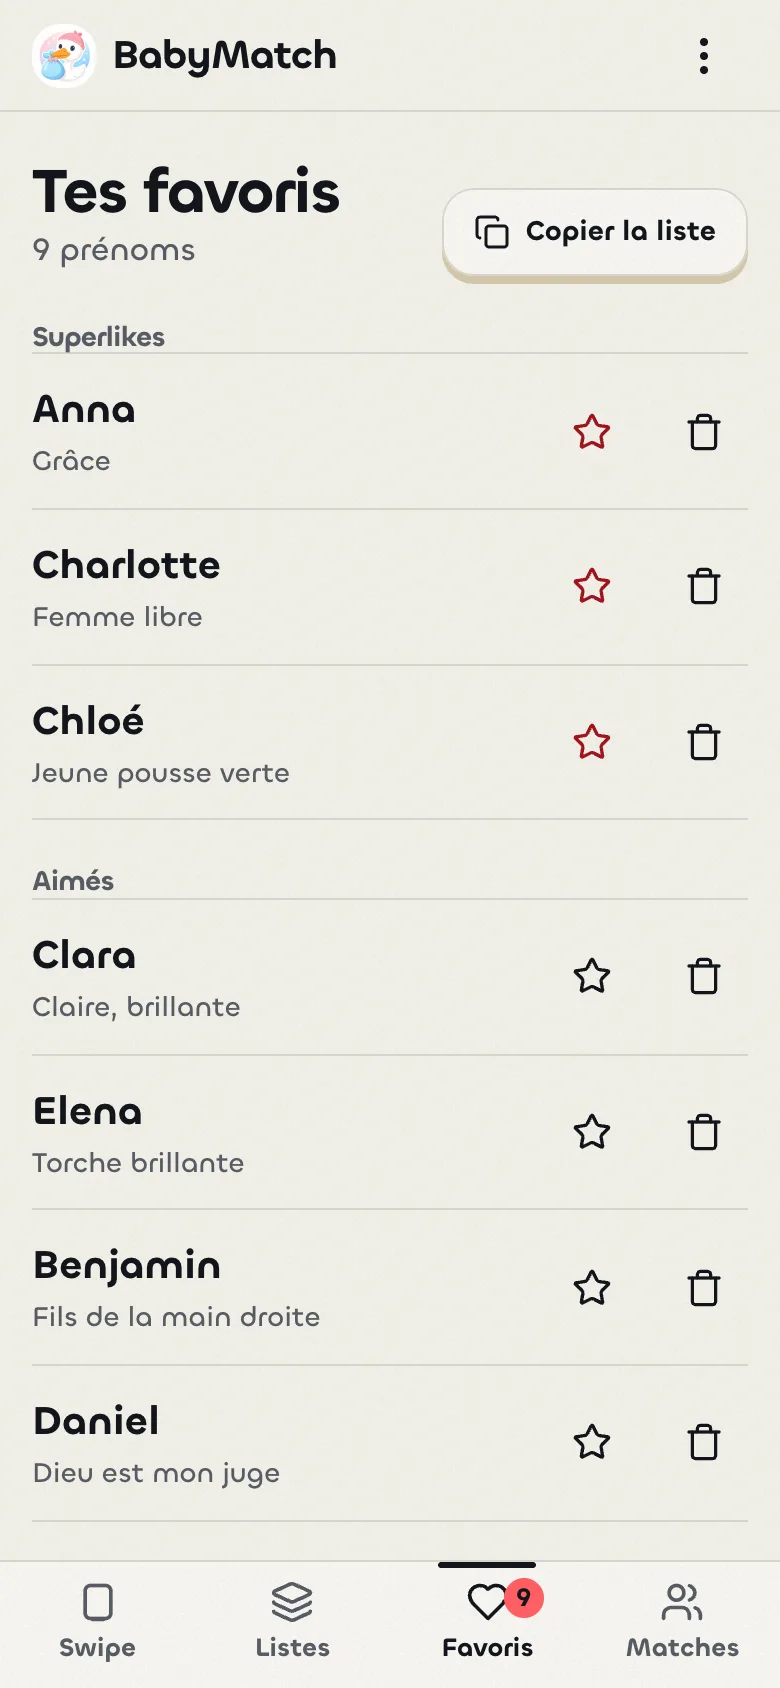 BabyMatch
Tes favoris
9 prénoms
Copier la liste
Superlikes
Anna
Grâce
Charlotte
Femme libre
Chloé
Jeune pousse verte
Aimés
Clara
Claire, brillante
Elena
Torche brillante
Benjamin
Fils de la main droite
Daniel
Dieu est mon juge
9
Swipe
Listes
Favoris
Matches